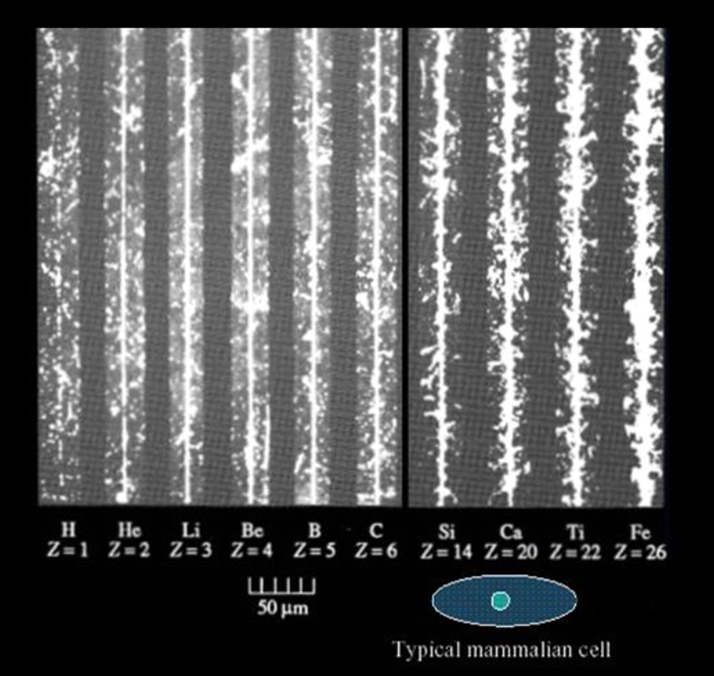 H He Li Be B C Si Ca Ti Fe
Z=1 Z=2 Z=3 Z=4 Z=5 Z=6 Z=14 Z=20 Z=22 Z=26
50 μm
Typical mammalian cell